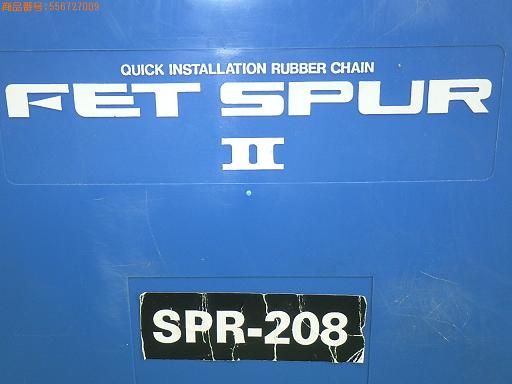 商品番号:556727009
QUICK INSTALLATION RUBBER CHAIN
FET SPUR
II
SPR-208